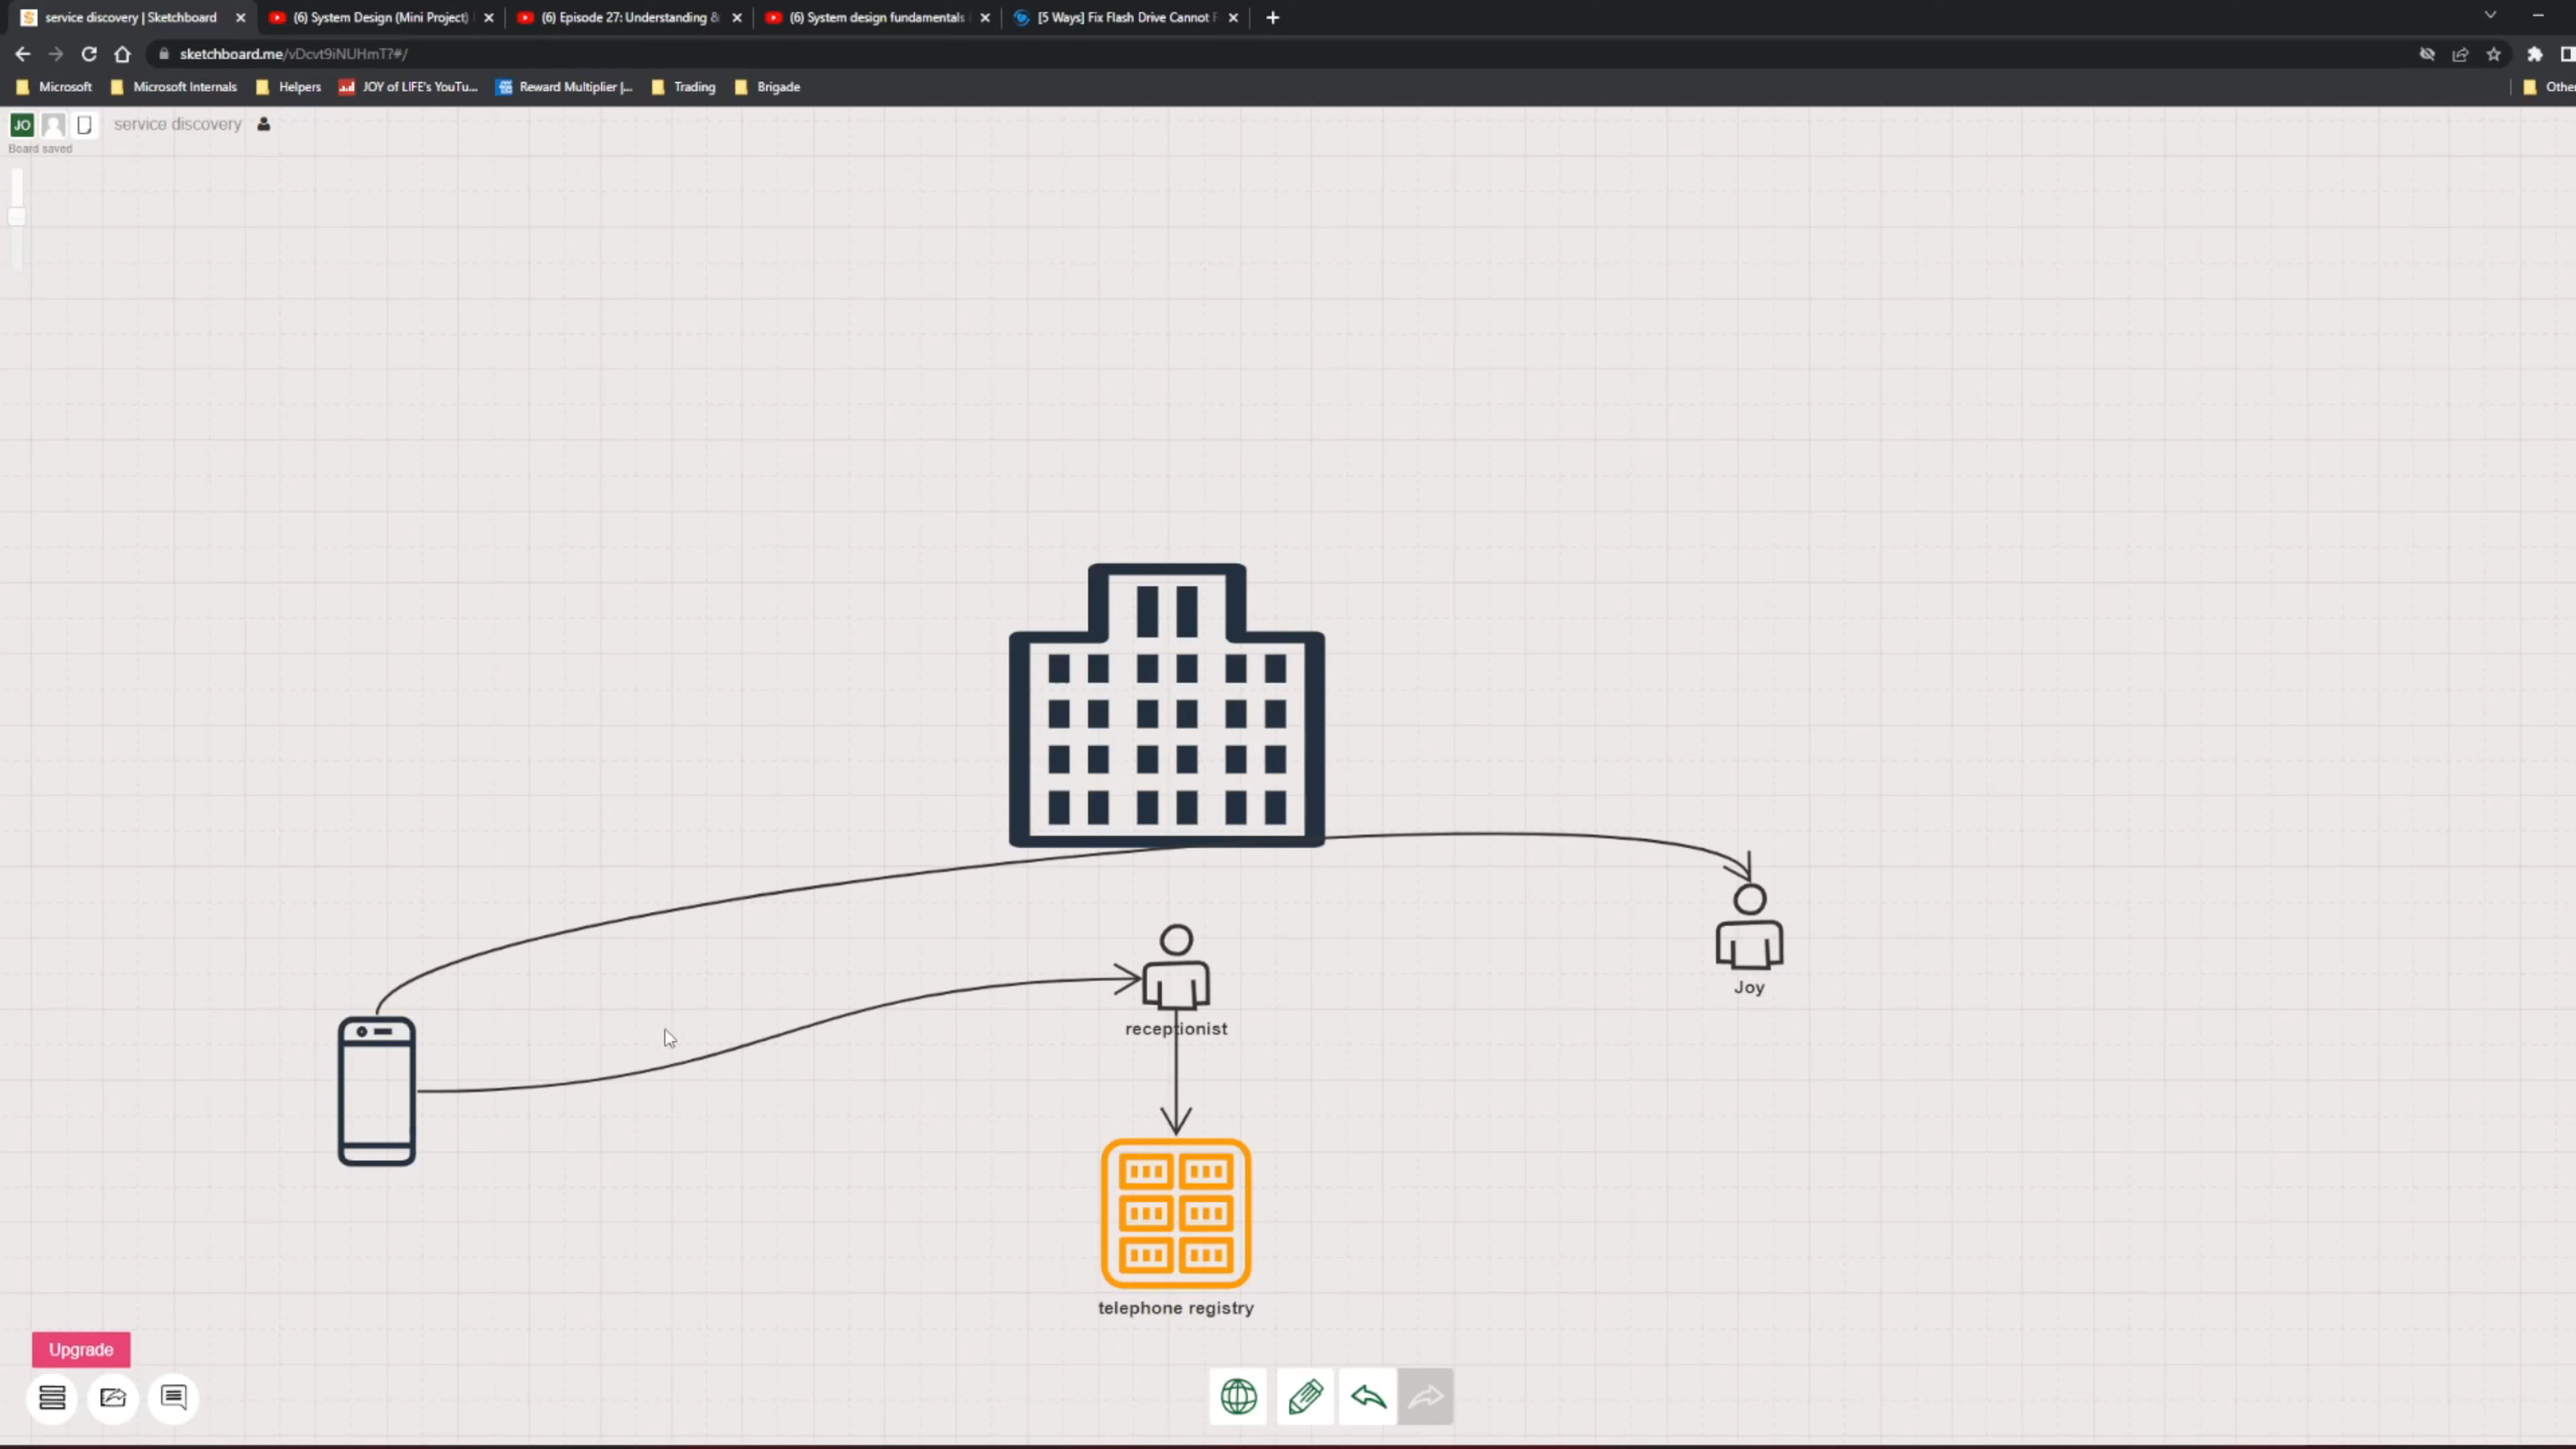 service discovery | Sketchboard
(6) System Design (Mini Project)
(6) Episode 27: Understanding &
(6) System design fundamentals
[5 Ways] Fix Flash Drive Cannot F
sketchboard.me/vDcvt9iNUHmT?#/
Microsoft
Microsoft Internals
Helpers
JOY of LIFE's YouTu...
Reward Multiplier |...
Trading
Brigade
Othe
JO
service discovery
Board saved
Joy
receptionist
telephone registry
Upgrade